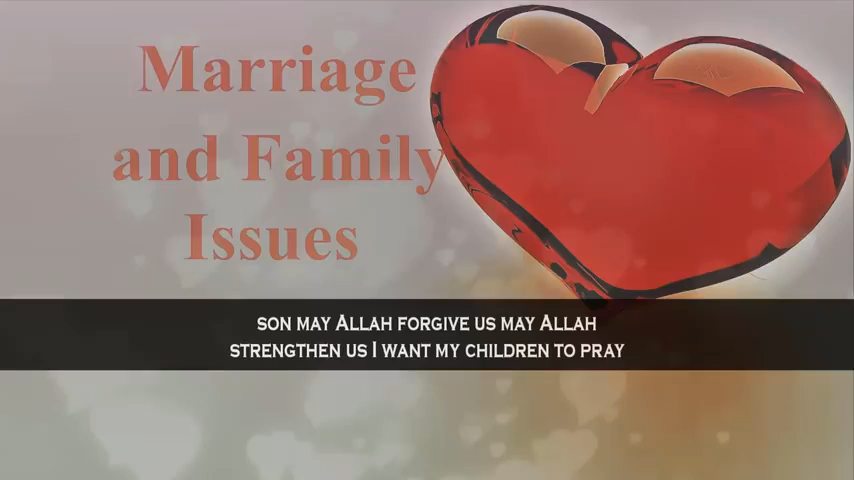 Marriage
and Family
Issues
son may Allah forgive us may Allah
strengthen us I want my children to pray